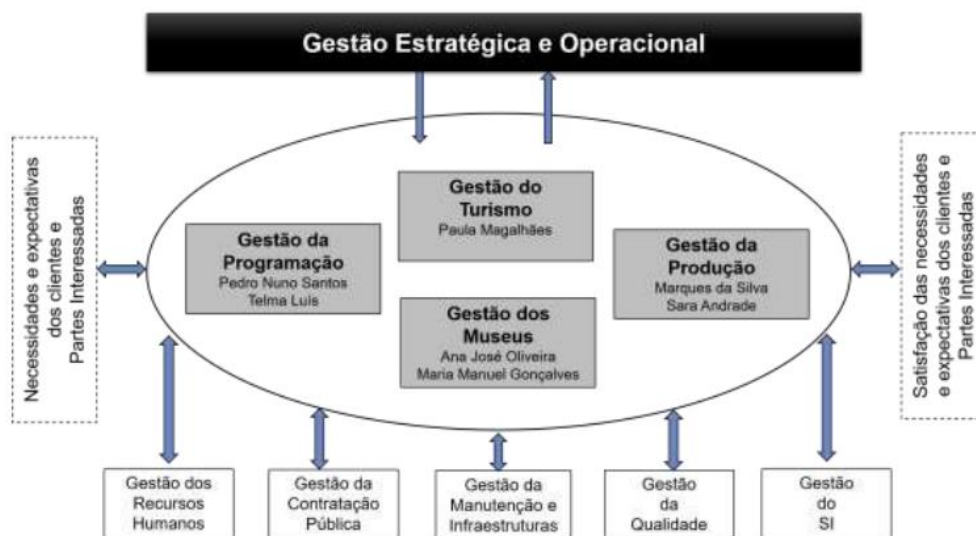 Gestão Estratégica e Operacional
Necessidades e expectativas
dos clientes e
Partes Interessadas
Gestão do
Turismo
Paula Magalhães
Gestão da
Programação
Pedro Nuno Santos
Telma Luís
Gestão da
Produção
Marques da Silva
Sara Andrade
Gestão dos
Museus
Ana José Oliveira
Maria Manuel Gonçalves
Satisfação das necessidades
e expectativas dos clientes e
Partes Interessadas
Gestão dos
Recursos
Humanos
Gestão da
Contratação
Pública
Gestão da
Manutenção e
Infraestruturas
Gestão
da
Qualidade
Gestão
do
SI